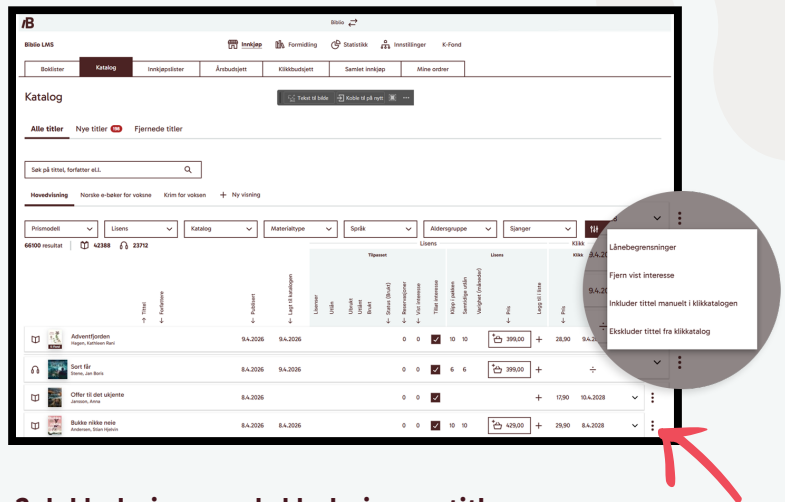 Biblio
Biblio LMS
Innkjøp Formidling Statistikk Innstillinger K-Fond
Boklister Katalog Innkjøpslister Årsbudsjett Klikkbudsjett Samlet innkjøp Mine ordrer
Katalog
Tekst til bilde Koble til på nytt
Alle titler Nye titler 198 Fjernede titler
Søk på tittel, forfatter el.l.
Hovedvisning Norske e-bøker for voksne Krim for voksen + Ny visning
Prismodell Lisens Katalog Materialtype Språk Aldersgruppe Sjanger
66100 resultat 42388 23712
Lisens Klikk
Tilpasset Lisens Klikk
Tittel Forfattere Publisert Lagt til katalogen Lisenser Utlån Ubrukt Utlånt Brukt Status (Brukt) Reservasjoner Vist interesse Tillat interesse Klipp i pakken Samtidige utlån Varighet (måneder) Pris Legg til i liste Pris
Adventfjorden 9.4.2026 9.4.2026 0 0 10 10 399,00 + 28,90
Hagen, Kathleen Rani
Sort får 8.4.2026 9.4.2026 0 0 6 6 399,00 + ÷
Stene, Jan Boris
Offer til det ukjente 8.4.2026 8.4.2026 0 0 + 17,90 10.4.2028
Jansson, Anna
Bukke nikke neie 8.4.2026 8.4.2026 0 0 10 10 429,00 + 29,90 8.4.2028
Andersen, Stian Hjelvin
Lånebegrensninger
Fjern vist interesse
Inkluder tittel manuelt i klikkatalogen
Ekskluder tittel fra klikkatalog